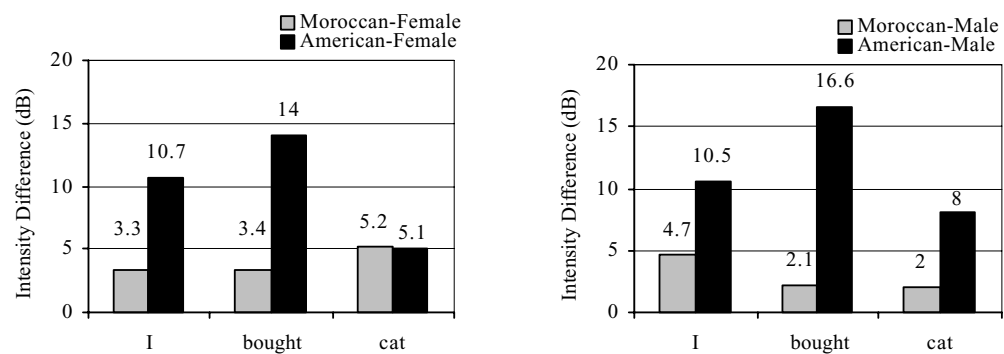 Moroccan-Female
American-Female
Intensity Difference (dB)
20
15
10
5
0
3.3
10.7
3.4
14
5.2
5.1
I
bought
cat
Moroccan-Male
American-Male
Intensity Difference (dB)
20
15
10
5
0
4.7
10.5
2.1
16.6
2
8
I
bought
cat